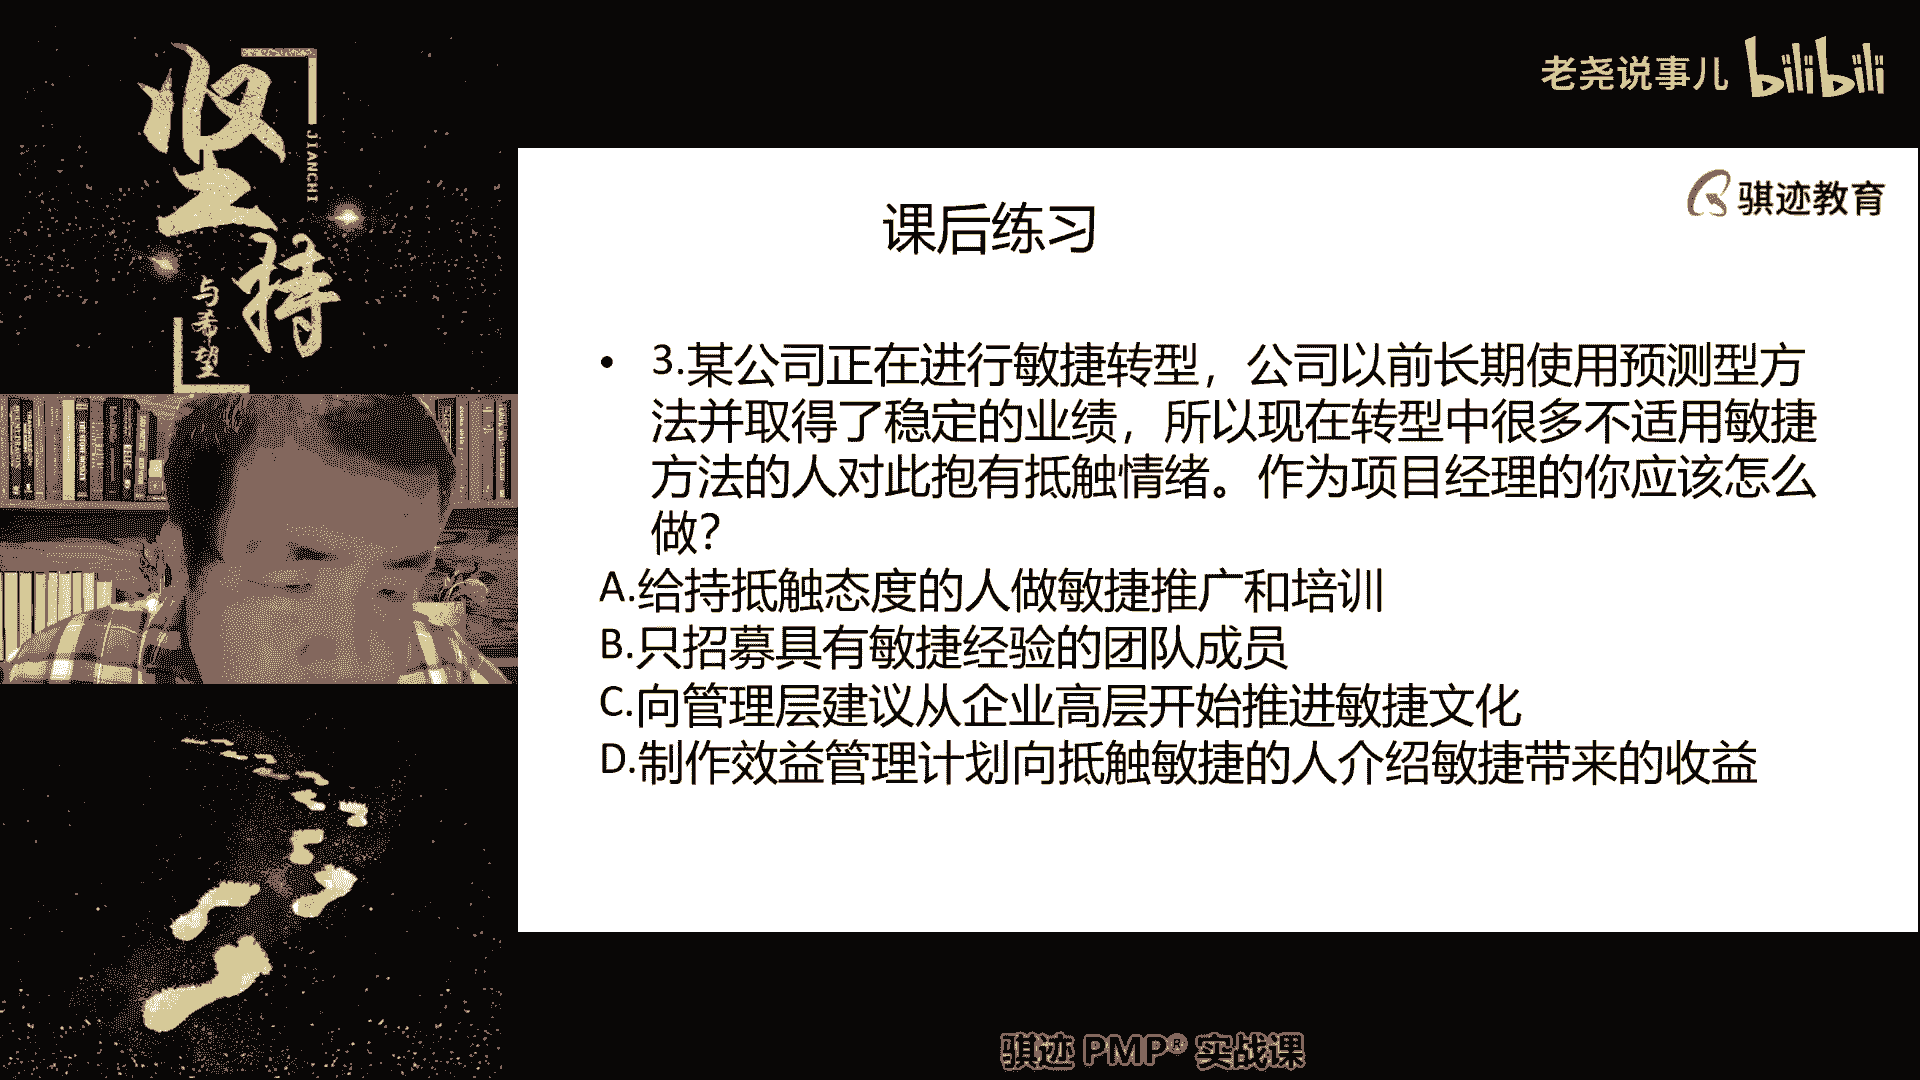 坚持
JIANCHI
与希望
老尧说事儿 bilibili
骐迹教育
课后练习
• 3.某公司正在进行敏捷转型，公司以前长期使用预测型方
法并取得了稳定的业绩，所以现在转型中很多不适用敏捷
方法的人对此抱有抵触情绪。作为项目经理的你应该怎么
做？
A.给持抵触态度的人做敏捷推广和培训
B.只招募具有敏捷经验的团队成员
C.向管理层建议从企业高层开始推进敏捷文化
D.制作效益管理计划向抵触敏捷的人介绍敏捷带来的收益
骐迹 PMP® 实战课